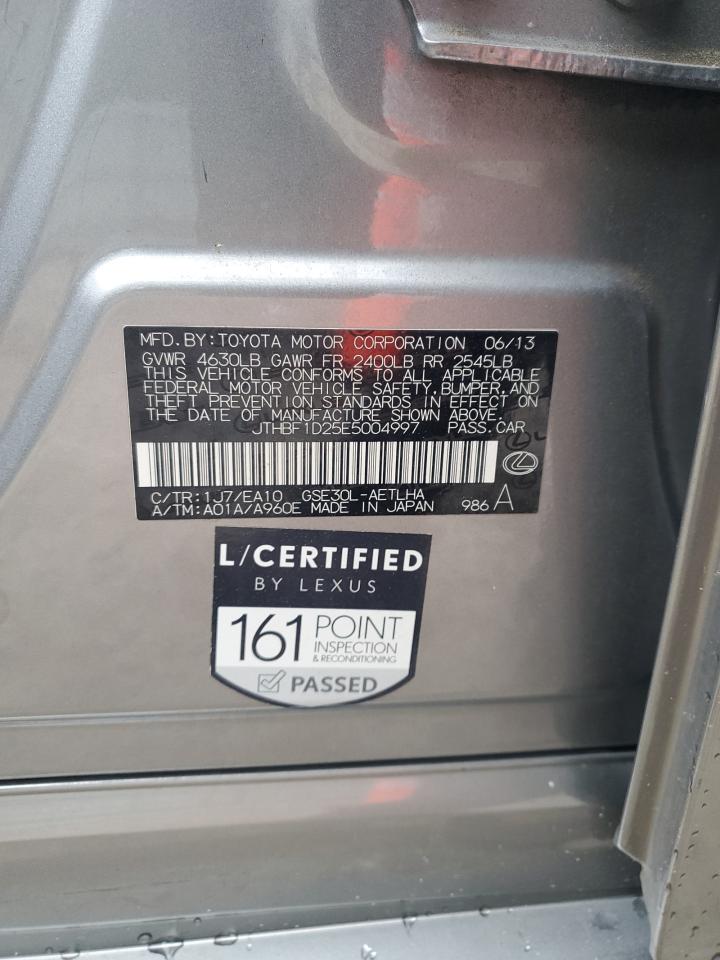 MFD.BY:TOYOTA MOTOR CORPORATION 06/13
GVWR 4630LB GAWR FR 2400LB RR 2545LB
THIS VEHICLE CONFORMS TO ALL APPLICABLE
FEDERAL MOTOR VEHICLE SAFETY,BUMPER,AND
THEFT PREVENTION STANDARDS IN EFFECT ON
THE DATE OF MANUFACTURE SHOWN ABOVE.
JTHBF1D25E5004997 PASS.CAR
C/TR:1J7/EA10 GSE30L-AETLHA
A/TM:A01A/A960E MADE IN JAPAN 986 A
L/CERTIFIED
BY LEXUS
161 POINT
INSPECTION
& RECONDITIONING
PASSED